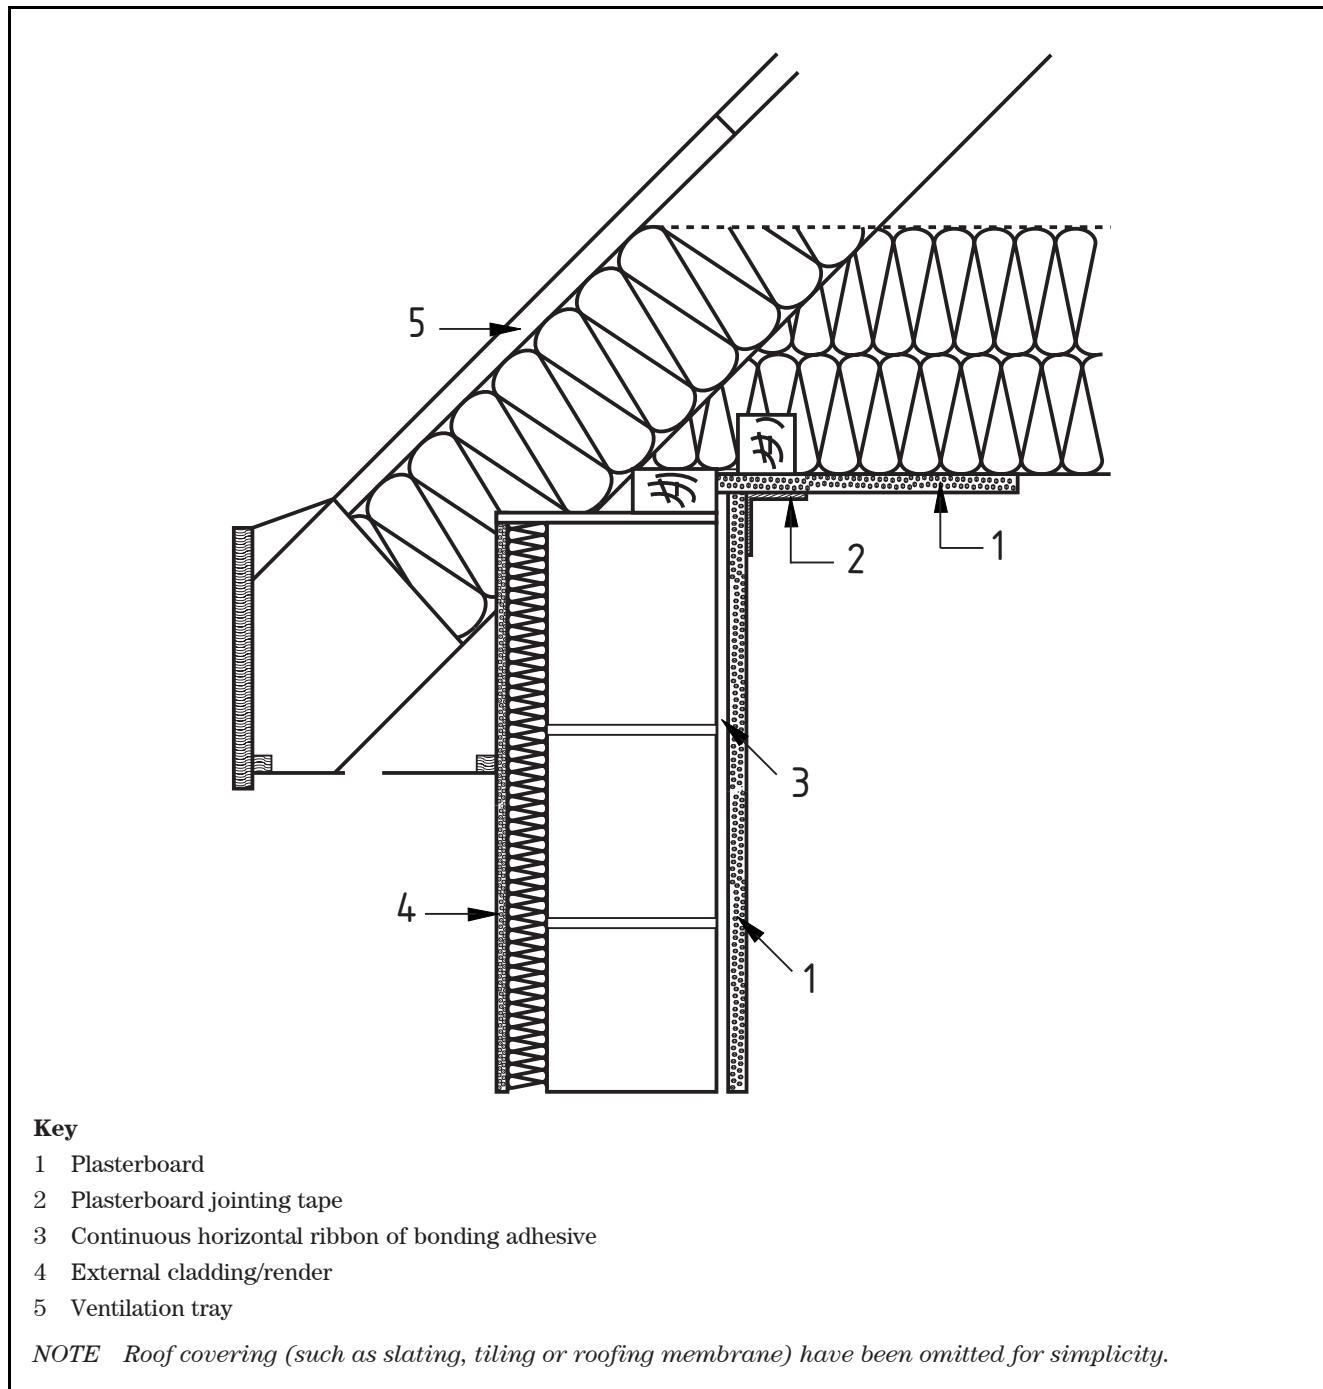 5
2
1
3
4
1
Key
1 Plasterboard
2 Plasterboard jointing tape
3 Continuous horizontal ribbon of bonding adhesive
4 External cladding/render
5 Ventilation tray
NOTE Roof covering (such as slating, tiling or roofing membrane) have been omitted for simplicity.